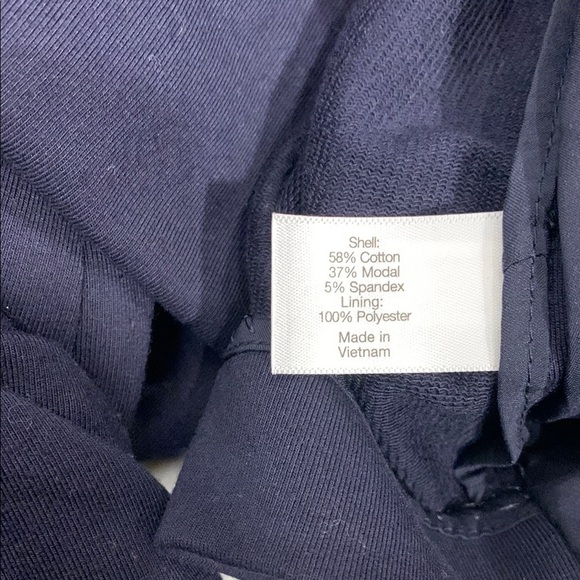 Shell:
58% Cotton
37% Modal
5% Spandex
Lining:
100% Polyester
Made in
Vietnam